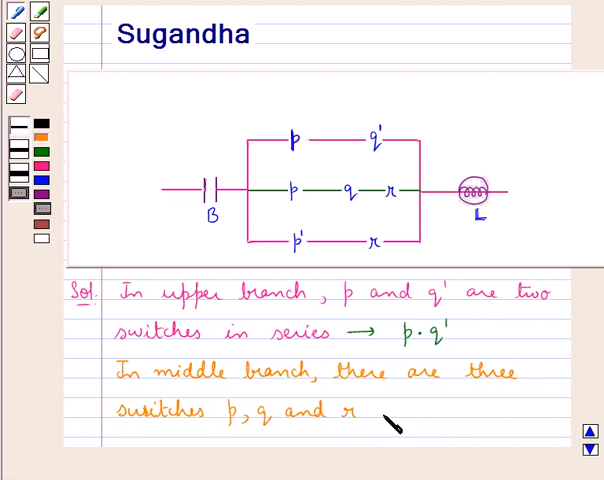 Sugandha
p q'
B p q r
L
p' r
Sol. In upper branch, p and q' are two
switches in series → p · q'
In middle branch, there are three
switches p, q and r